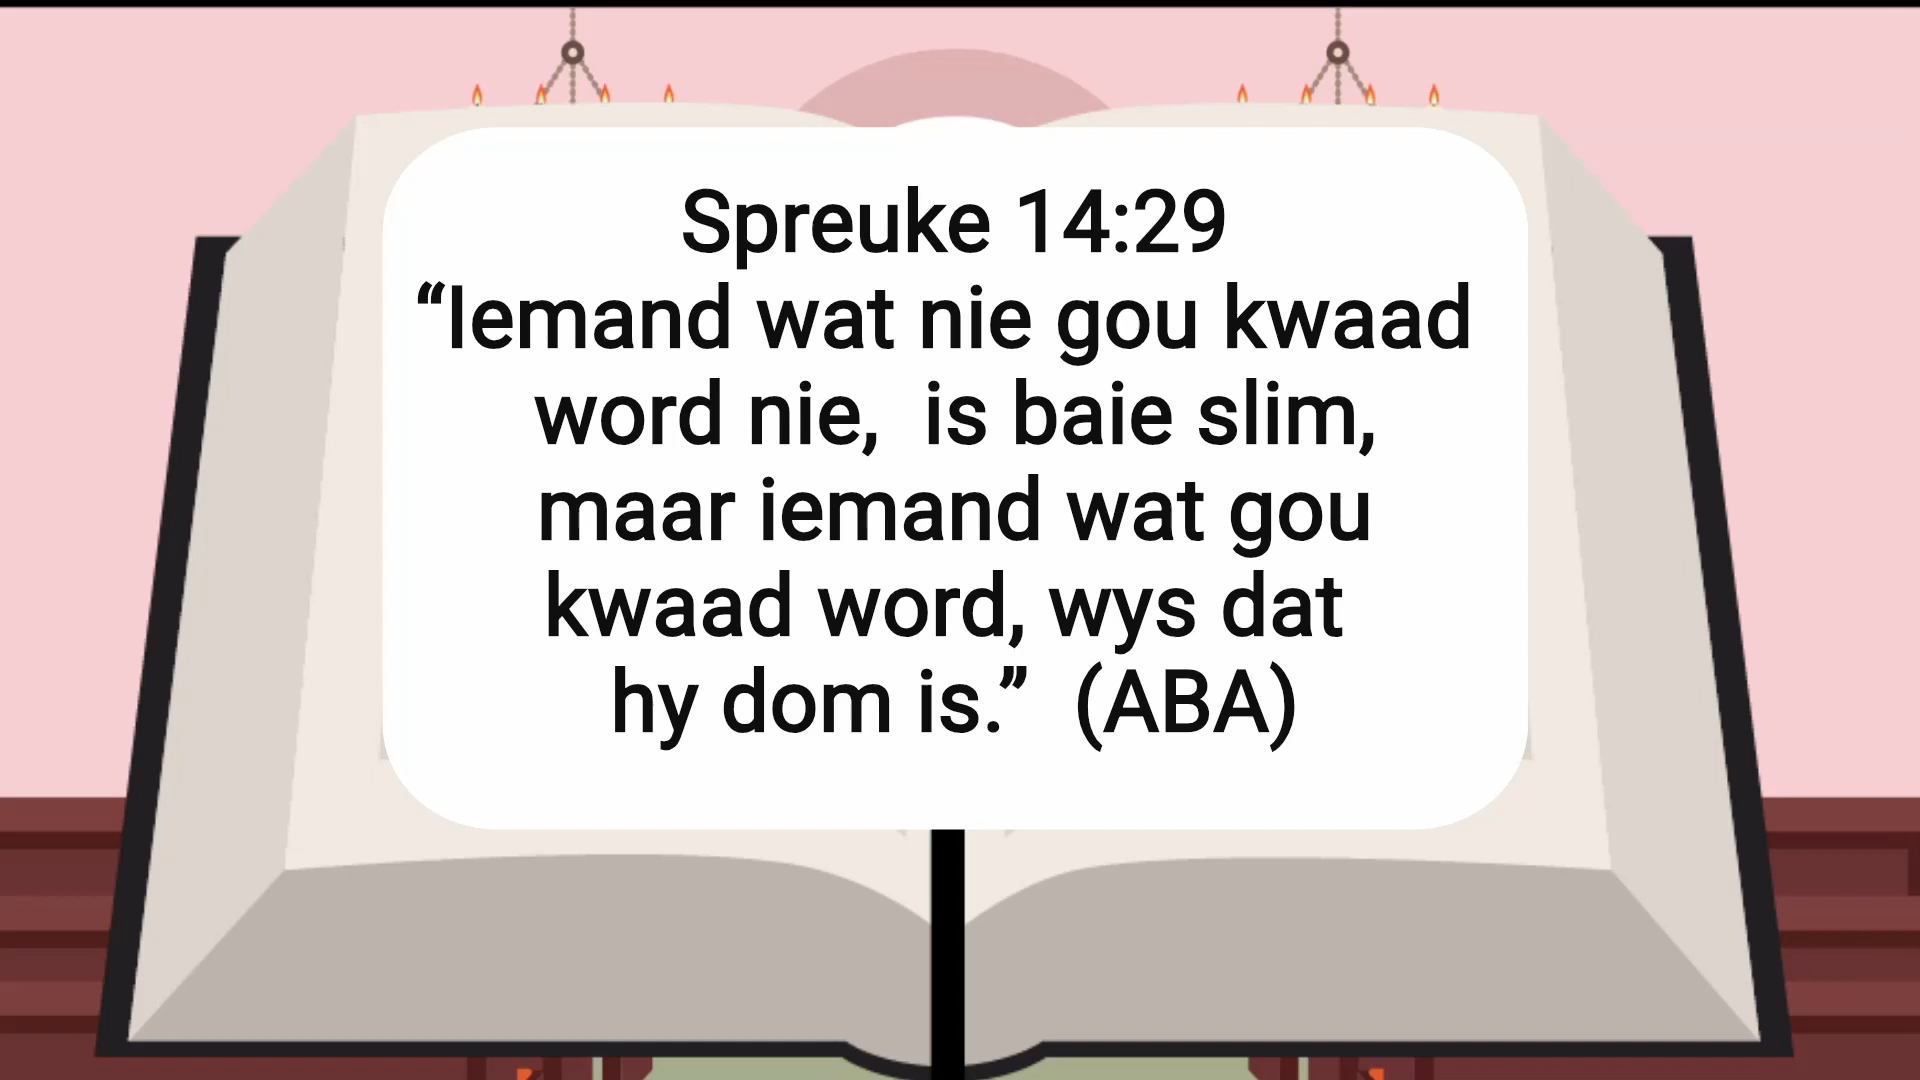 Spreuke 14:29
“Iemand wat nie gou kwaad
word nie,  is baie slim,
maar iemand wat gou
kwaad word, wys dat
hy dom is.”  (ABA)